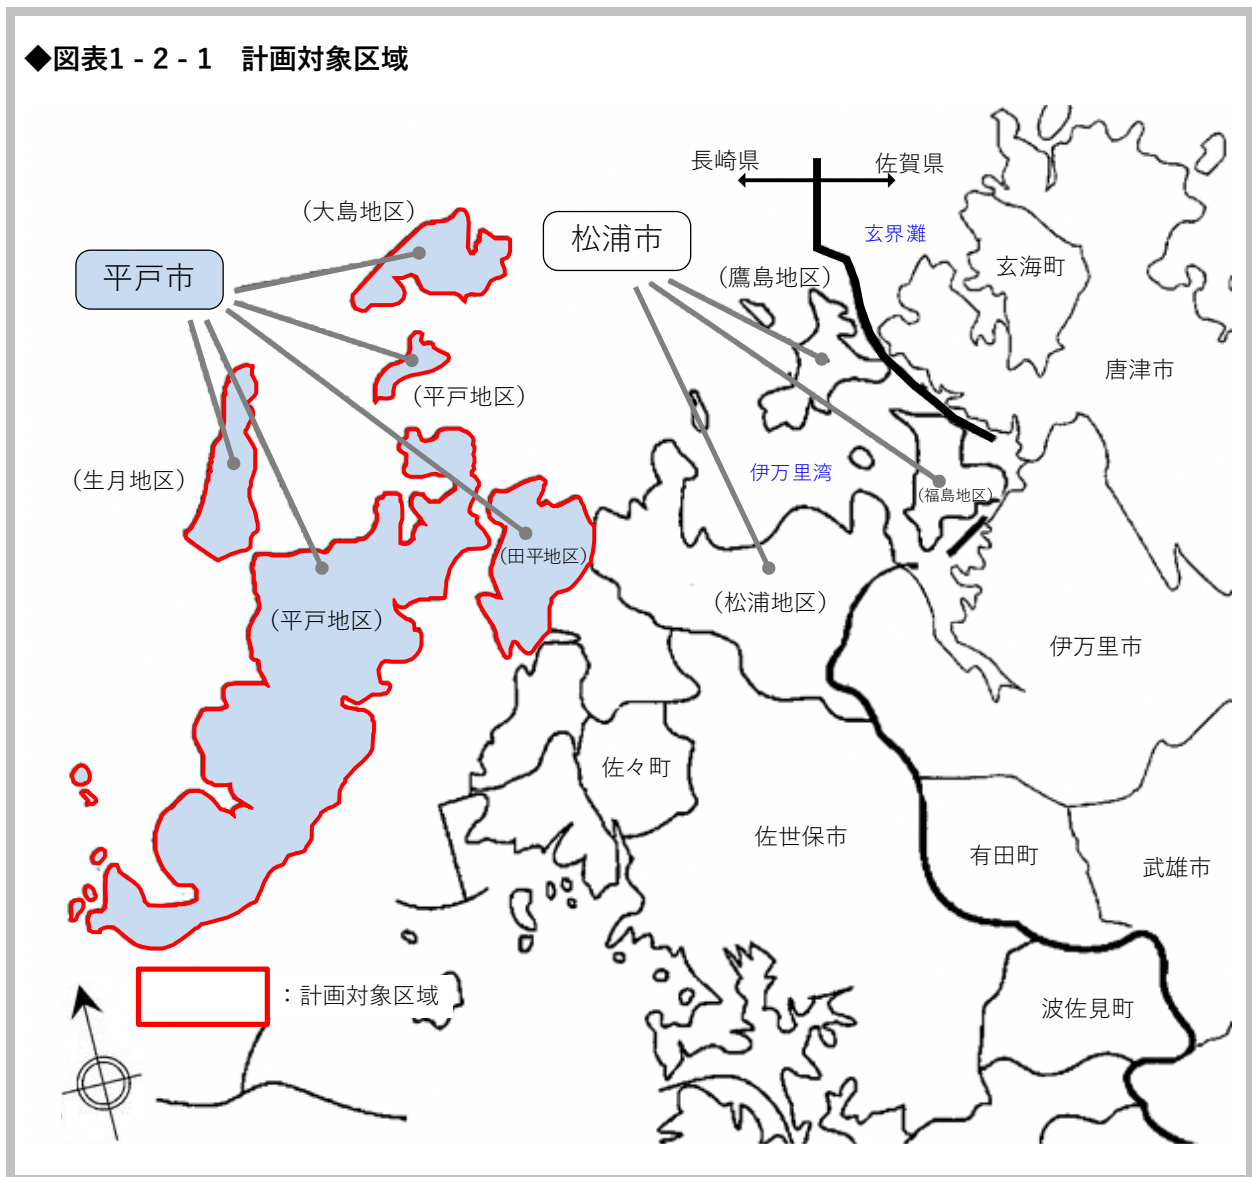 ◆図表1 - 2 - 1　計画対象区域
長崎県
佐賀県
(大島地区)
松浦市
玄界灘
平戸市
(鷹島地区)
玄海町
唐津市
(平戸地区)
(生月地区)
伊万里湾
(福島地区)
(田平地区)
(松浦地区)
(平戸地区)
伊万里市
佐々町
佐世保市
有田町
武雄市
：計画対象区域
波佐見町